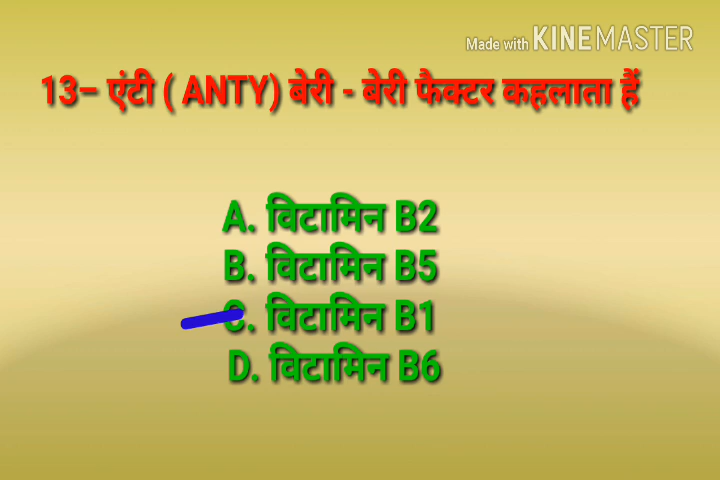 Made with KINEMASTER
13– एंटी ( ANTY) बेरी - बेरी फैक्टर कहलाता हैं
A. विटामिन B2
B. विटामिन B5
C. विटामिन B1
D. विटामिन B6